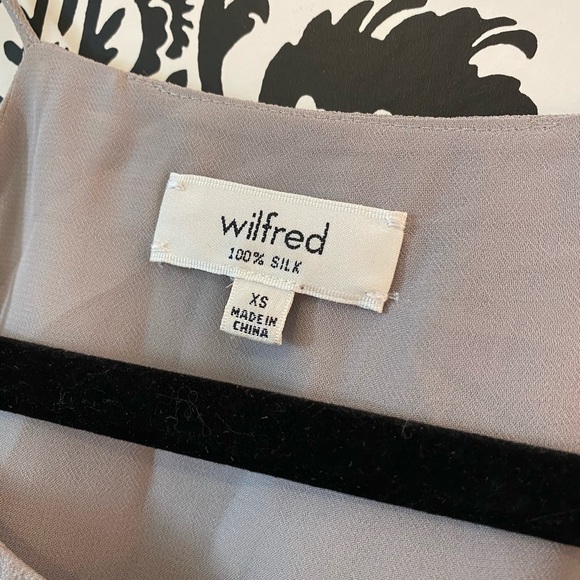 wilfred
100% SILK
XS
MADE IN
CHINA